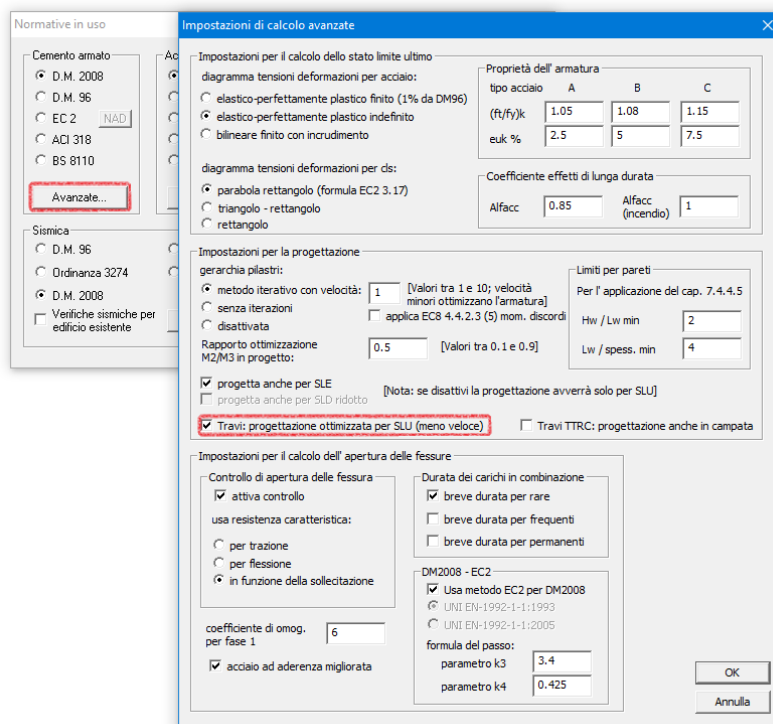 Normative in uso
Cemento armato
Ac
D.M. 2008
D.M. 96
EC 2
NAD
ACI 318
BS 8110
Avanzate...
Sismica
D.M. 96
Ordinanza 3274
D.M. 2008
Verifiche sismiche per
edificio esistente
Impostazioni di calcolo avanzate
Impostazioni per il calcolo dello stato limite ultimo
diagramma tensioni deformazioni per acciaio:
elastico-perfettamente plastico finito (1% da DM96)
elastico-perfettamente plastico indefinito
bilineare finito con incrudimento
diagramma tensioni deformazioni per cls:
parabola rettangolo (formula EC2 3.17)
triangolo - rettangolo
rettangolo
Proprietà dell' armatura
tipo acciaio A B C
(ft/fy)k 1.05 1.08 1.15
euk % 2.5 5 7.5
Coefficiente effetti di lunga durata
Alfacc 0.85 Alfacc
(incendio) 1
Impostazioni per la progettazione
gerarchia pilastri:
metodo iterativo con velocità: 1 [Valori tra 1 e 10; velocità
minori ottimizzano l'armatura]
senza iterazioni
applica EC8 4.4.2.3 (5) mom. discordi
disattivata
Rapporto ottimizzazione
M2/M3 in progetto: 0.5 [Valori tra 0.1 e 0.9]
Limiti per pareti
Per l' applicazione del cap. 7.4.4.5
Hw / Lw min 2
Lw / spess. min 4
progetta anche per SLE
[Nota: se disattivi la progettazione avverrà solo per SLU]
progetta anche per SLD ridotto
Travi: progettazione ottimizzata per SLU (meno veloce)
Travi TTRC: progettazione anche in campata
Impostazioni per il calcolo dell' apertura delle fessure
Controllo di apertura delle fessura
attiva controllo
usa resistenza caratteristica:
per trazione
per flessione
in funzione della sollecitazione
coefficiente di omog.
per fase 1 6
acciaio ad aderenza migliorata
Durata dei carichi in combinazione
breve durata per rare
breve durata per frequenti
breve durata per permanenti
DM2008 - EC2
Usa metodo EC2 per DM2008
UNI EN-1992-1-1:1993
UNI EN-1992-1-1:2005
formula del passo:
parametro k3 3.4
parametro k4 0.425
OK
Annulla